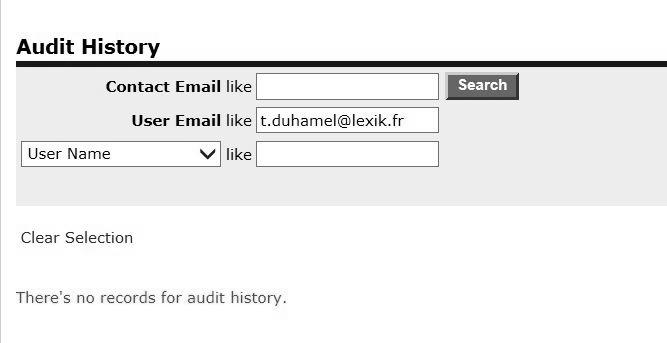 Audit History
Contact Email like Search
User Email like t.duhamel@lexik.fr
User Name like
Clear Selection
There's no records for audit history.